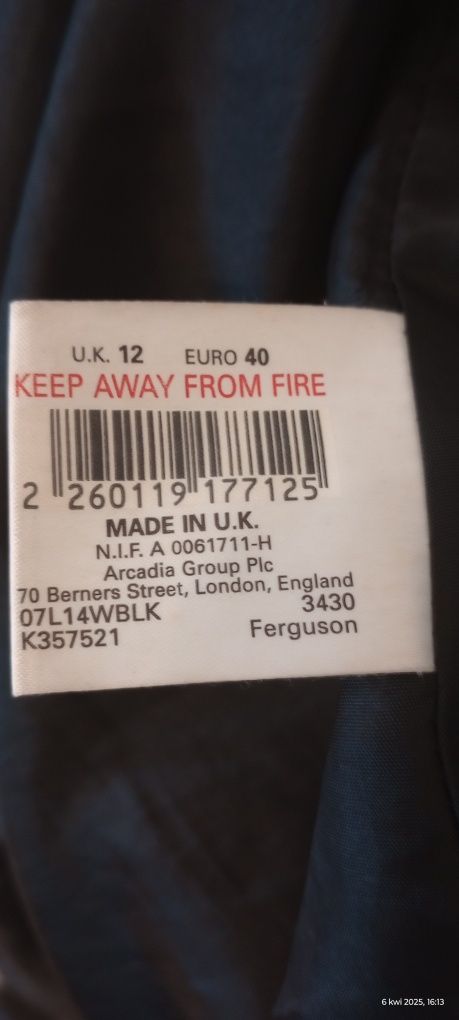 U.K. 12 EURO 40
KEEP AWAY FROM FIRE
2 260119 177125
MADE IN U.K.
N.I.F. A 0061711-H
Arcadia Group Plc
70 Berners Street, London, England
07L14WBLK 3430
K357521 Ferguson
6 kwi 2025, 16:13